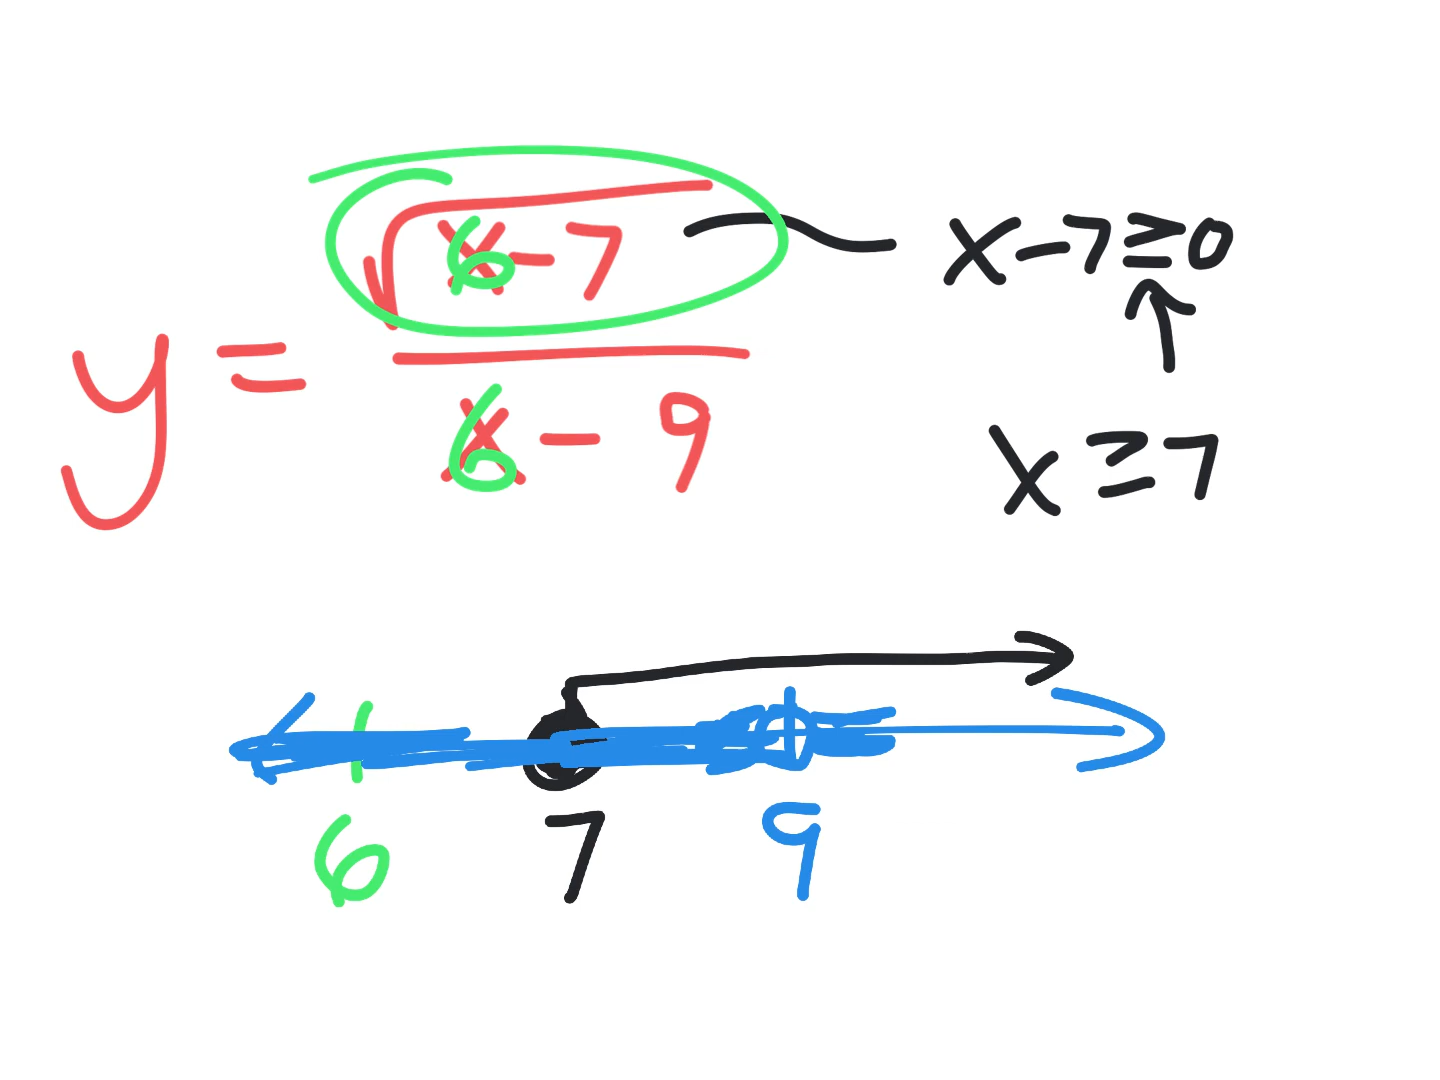 y = √(x - 7) / (x - 9)
6
6
x - 7 ≥ 0
x ≥ 7
6 7 9